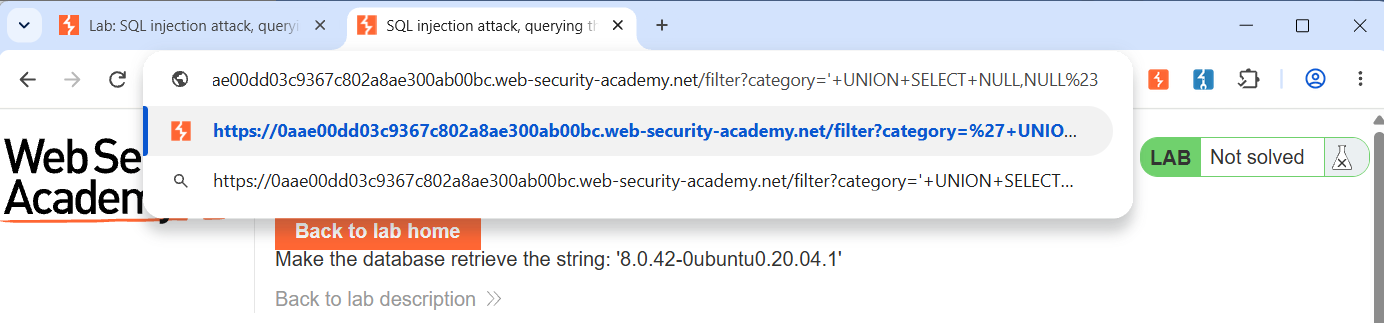 Lab: SQL injection attack, queryi
SQL injection attack, querying th
ae00dd03c9367c802a8ae300ab00bc.web-security-academy.net/filter?category='+UNION+SELECT+NULL,NULL%23
https://0aae00dd03c9367c802a8ae300ab00bc.web-security-academy.net/filter?category=%27+UNIO...
https://0aae00dd03c9367c802a8ae300ab00bc.web-security-academy.net/filter?category='+UNION+SELECT...
Web Se
Academy
LAB Not solved
Back to lab home
Make the database retrieve the string: '8.0.42-0ubuntu0.20.04.1'
Back to lab description